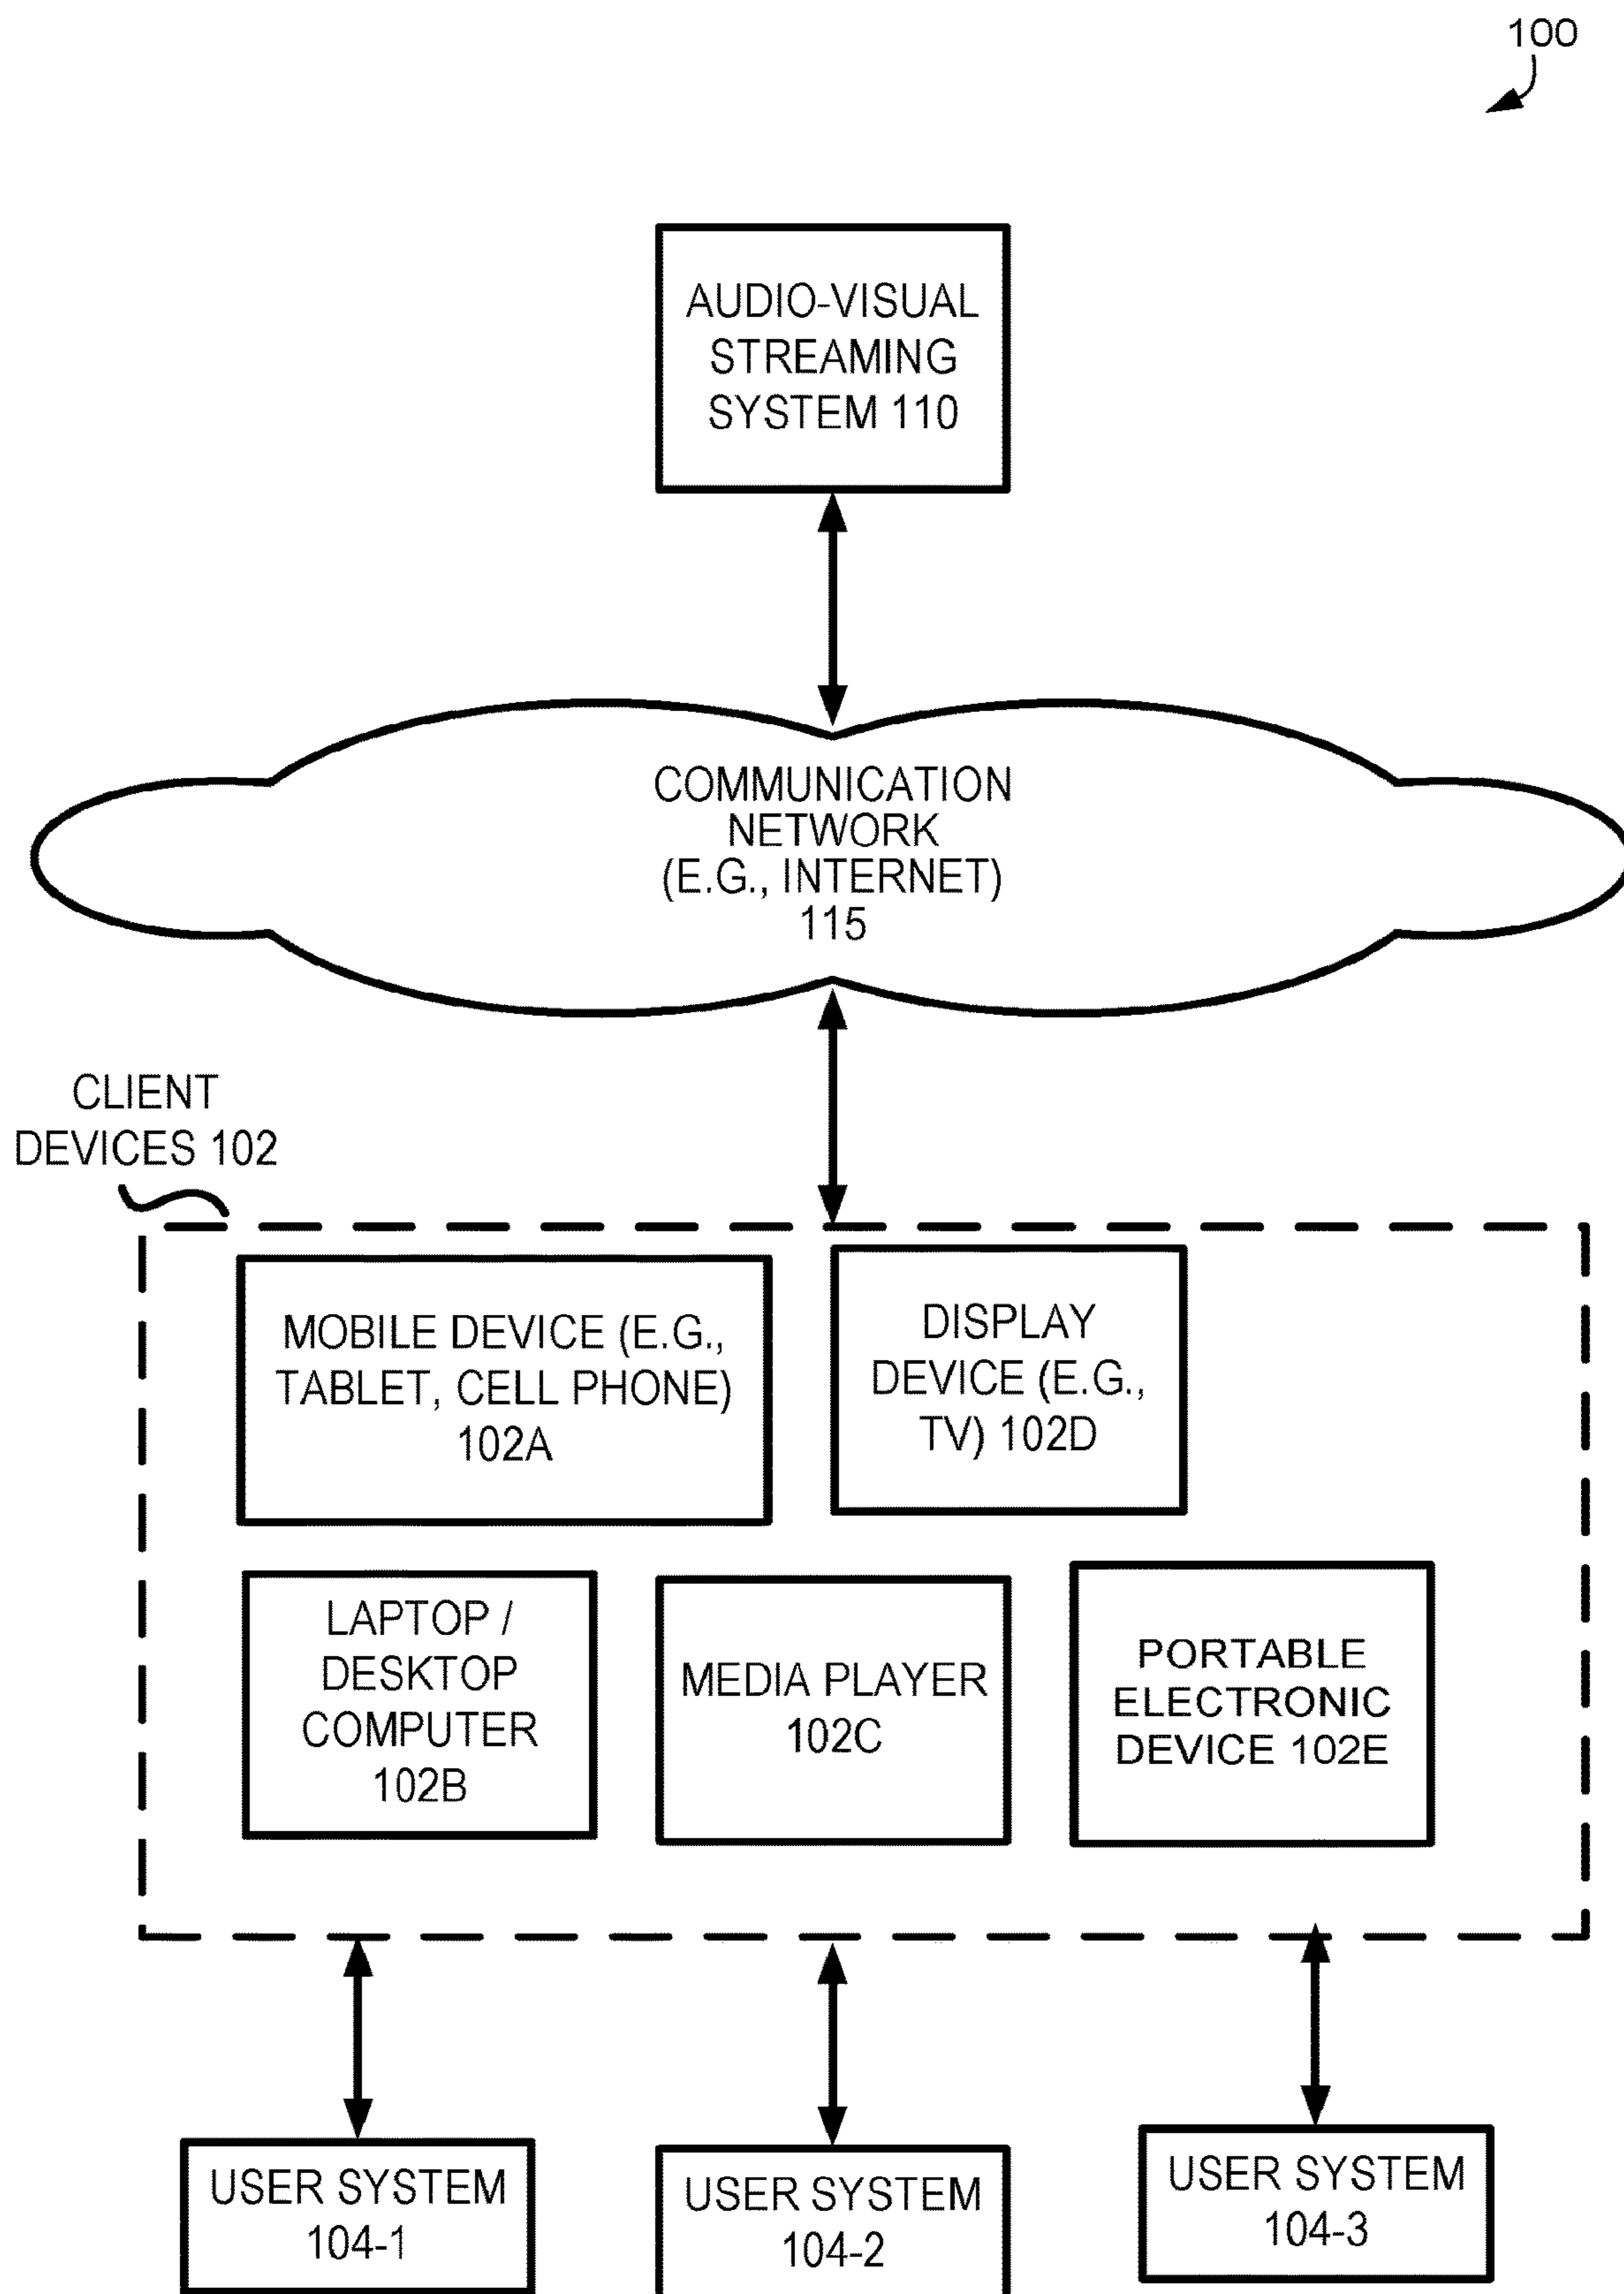 100
AUDIO-VISUAL
STREAMING
SYSTEM 110
COMMUNICATION
NETWORK
(E.G., INTERNET)
115
CLIENT
DEVICES 102
MOBILE DEVICE (E.G.,
TABLET, CELL PHONE)
102A
DISPLAY
DEVICE (E.G.,
TV) 102D
LAPTOP /
DESKTOP
COMPUTER
102B
MEDIA PLAYER
102C
PORTABLE
ELECTRONIC
DEVICE 102E
USER SYSTEM
104-1
USER SYSTEM
104-2
USER SYSTEM
104-3